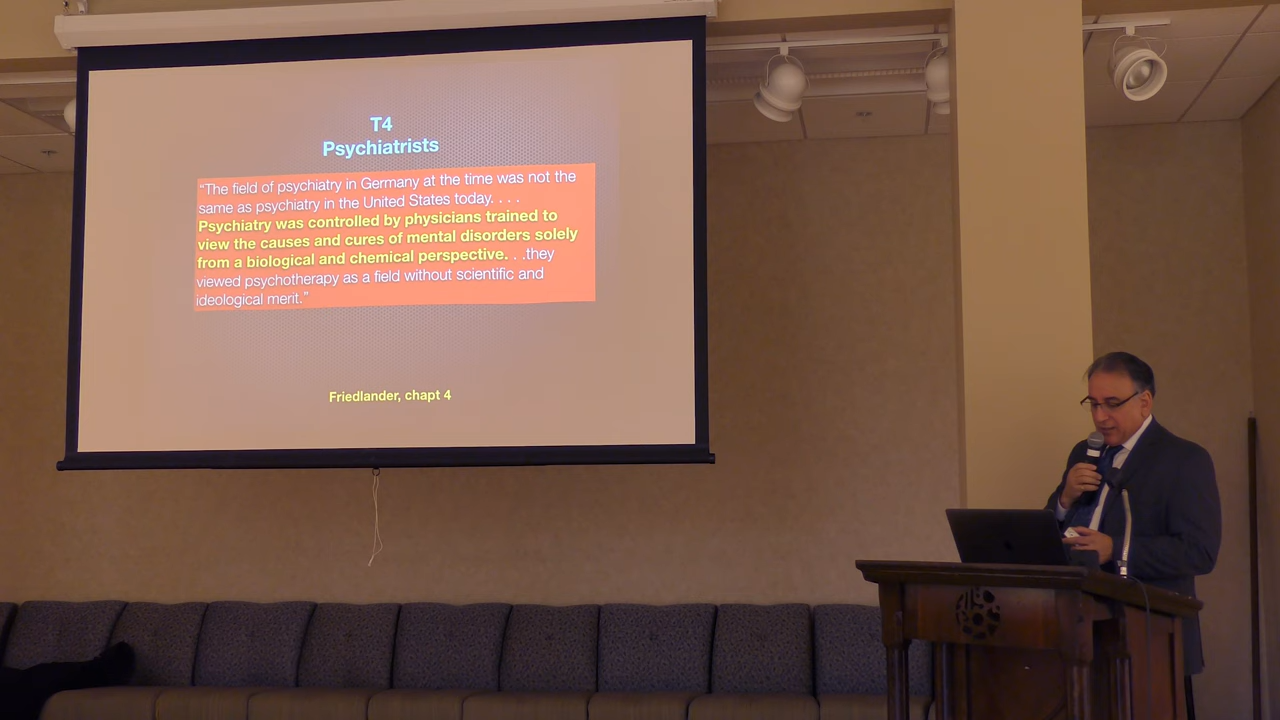 T4
Psychiatrists
“The field of psychiatry in Germany at the time was not the
same as psychiatry in the United States today. . . .
Psychiatry was controlled by physicians trained to
view the causes and cures of mental disorders solely
from a biological and chemical perspective. . .they
viewed psychotherapy as a field without scientific and
ideological merit.”
Friedlander, chapt 4